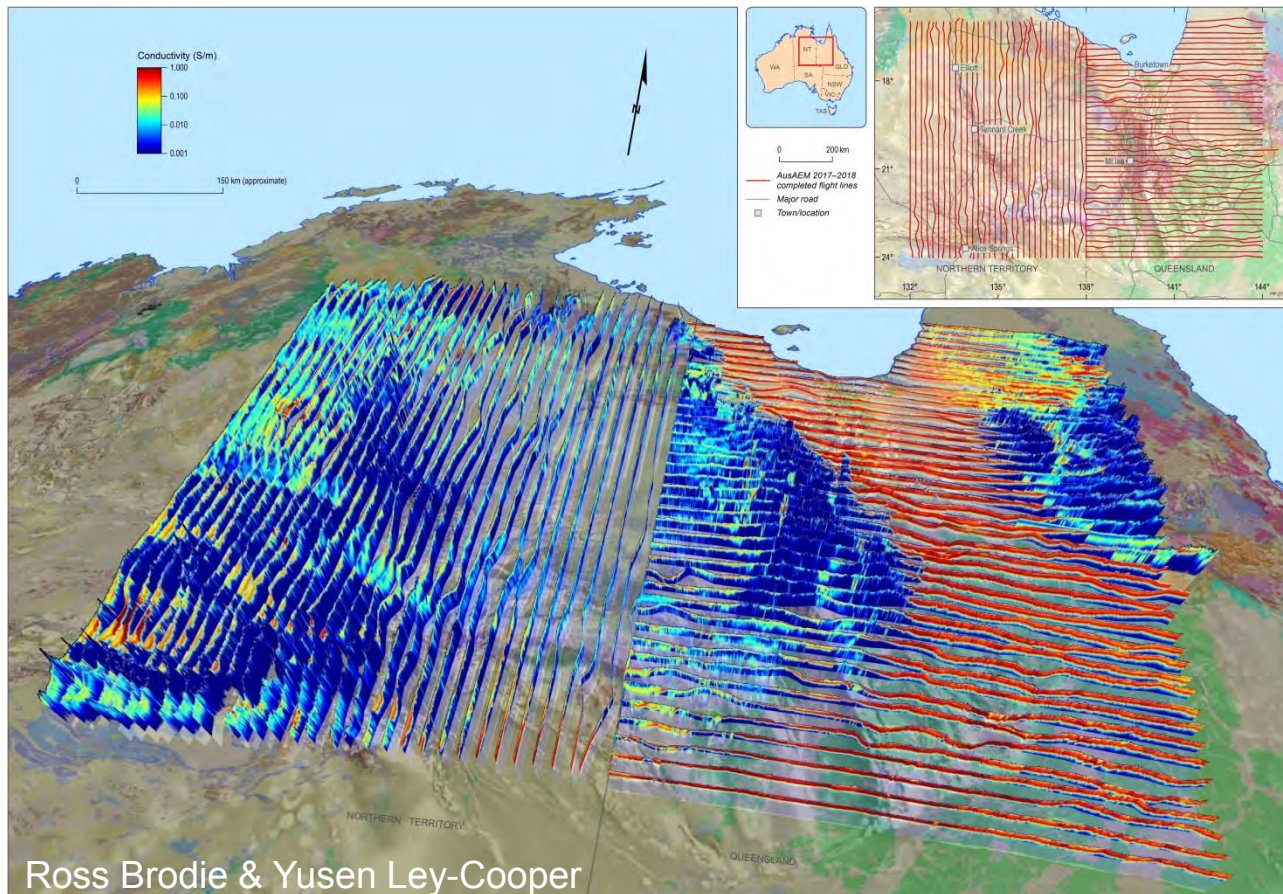 Conductivity (S/m)
1.000
0.100
0.010
0.001
0
150 km (approximate)
N
NT
WA
QLD
SA
NSW
VIC
TAS
0
200 km
AusAEM 2017–2018
completed flight lines
Major road
Town/location
Elliott
Burketown
18°
Tennant Creek
Mt Isa
21°
Alice Springs
24°
NORTHERN TERRITORY
QUEENSLAND
132°
135°
138°
141°
144°
NORTHERN TERRITORY
QUEENSLAND
Ross Brodie & Yusen Ley-Cooper